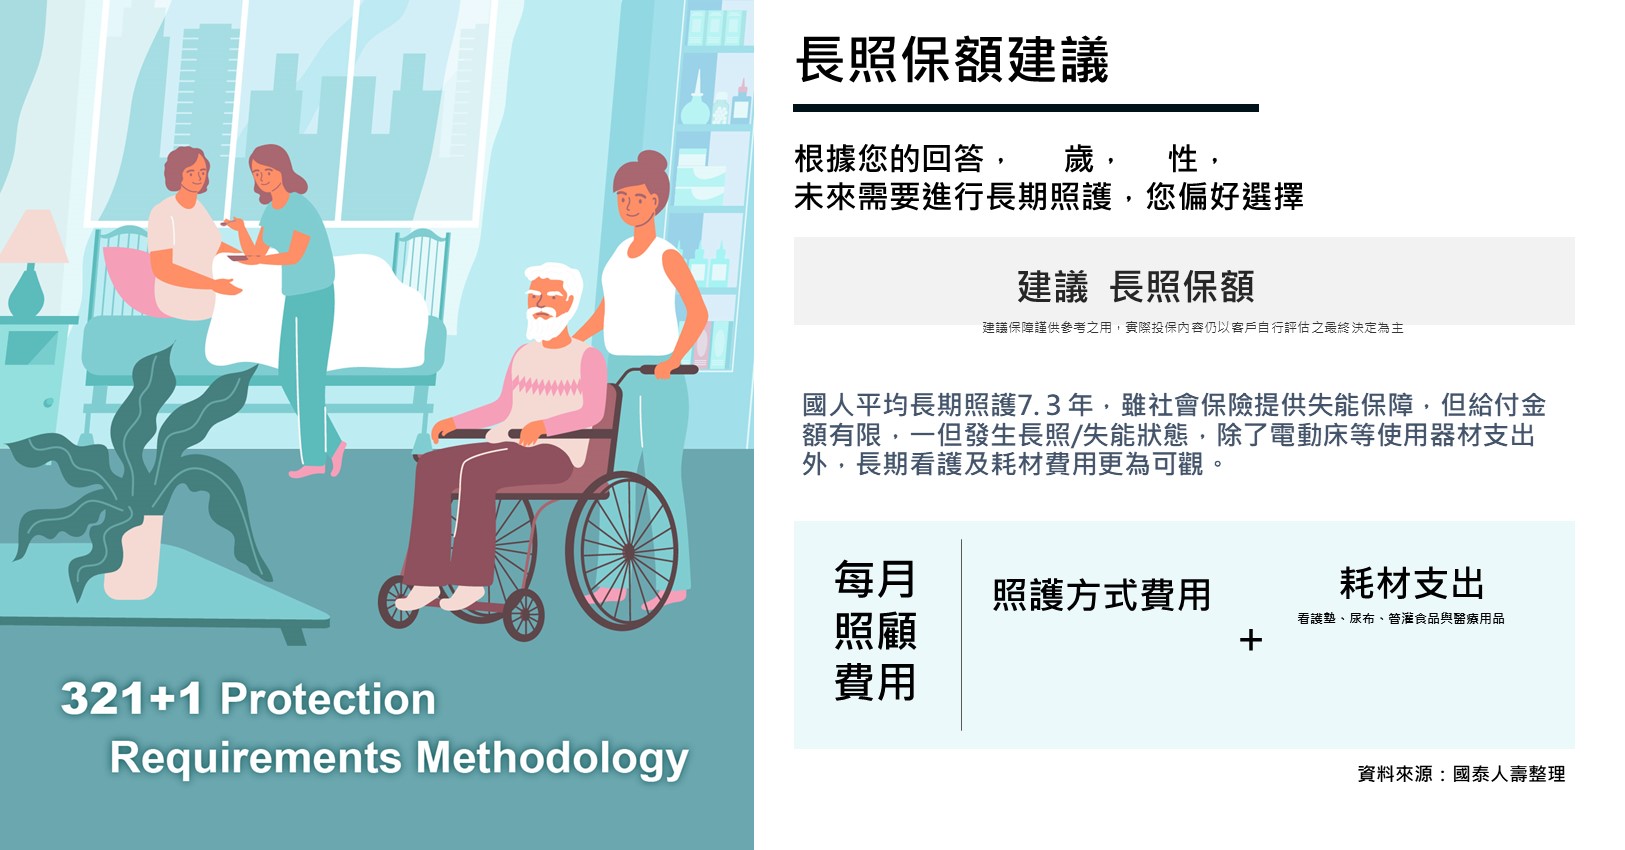 321+1 Protection
Requirements Methodology
長照保額建議
根據您的回答， 歲， 性，
未來需要進行長期照護，您偏好選擇
建議 長照保額
建議保障謹供參考之用，實際投保內容仍以客戶自行評估之最終決定為主
國人平均長期照護7.3年，雖社會保險提供失能保障，但給付金
額有限，一但發生長照/失能狀態，除了電動床等使用器材支出
外，長期看護及耗材費用更為可觀。
每月
照顧
費用
照護方式費用
+
耗材支出
看護墊、尿布、管灌食品與醫療用品
資料來源：國泰人壽整理